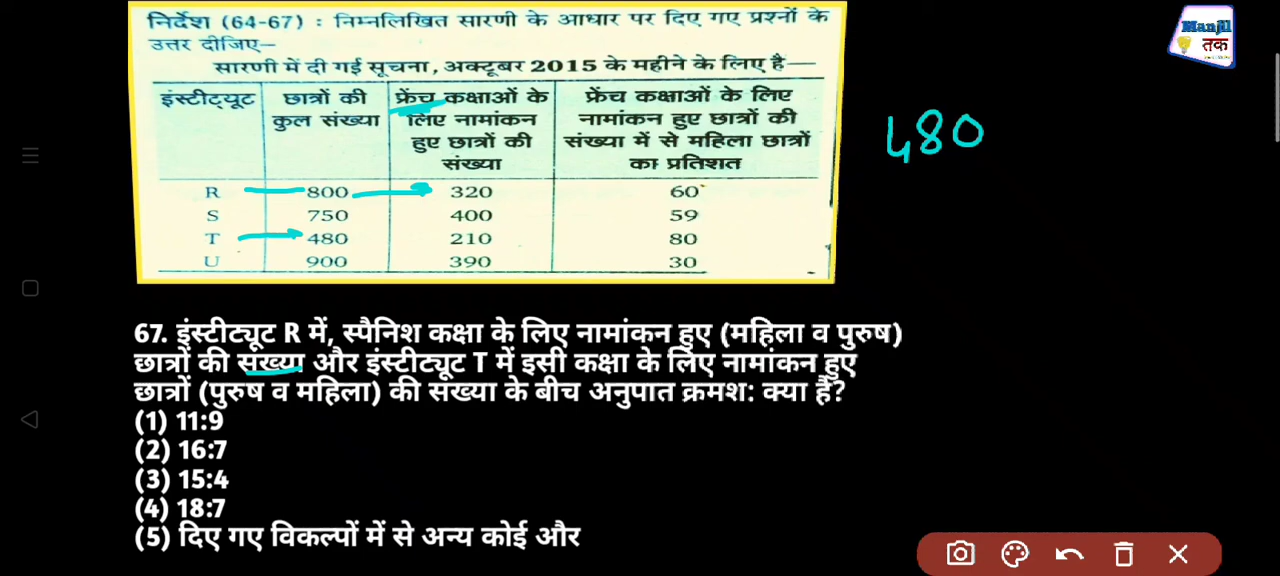 निर्देश (64-67) : निम्नलिखित सारणी के आधार पर दिए गए प्रश्नों के
उत्तर दीजिए–
सारणी में दी गई सूचना, अक्टूबर 2015 के महीने के लिए है—
इंस्टीट्यूट छात्रों की कुल संख्या फ्रेंच कक्षाओं के लिए नामांकन हुए छात्रों की संख्या फ्रेंच कक्षाओं के लिए नामांकन हुए छात्रों की संख्या में से महिला छात्रों का प्रतिशत
R 800 320 60
S 750 400 59
T 480 210 80
U 900 390 30
480
Manjil
तक
67. इंस्टीट्यूट R में, स्पैनिश कक्षा के लिए नामांकन हुए (महिला व पुरुष)
छात्रों की संख्या और इंस्टीट्यूट T में इसी कक्षा के लिए नामांकन हुए
छात्रों (पुरुष व महिला) की संख्या के बीच अनुपात क्रमश: क्या है?
(1) 11:9
(2) 16:7
(3) 15:4
(4) 18:7
(5) दिए गए विकल्पों में से अन्य कोई और